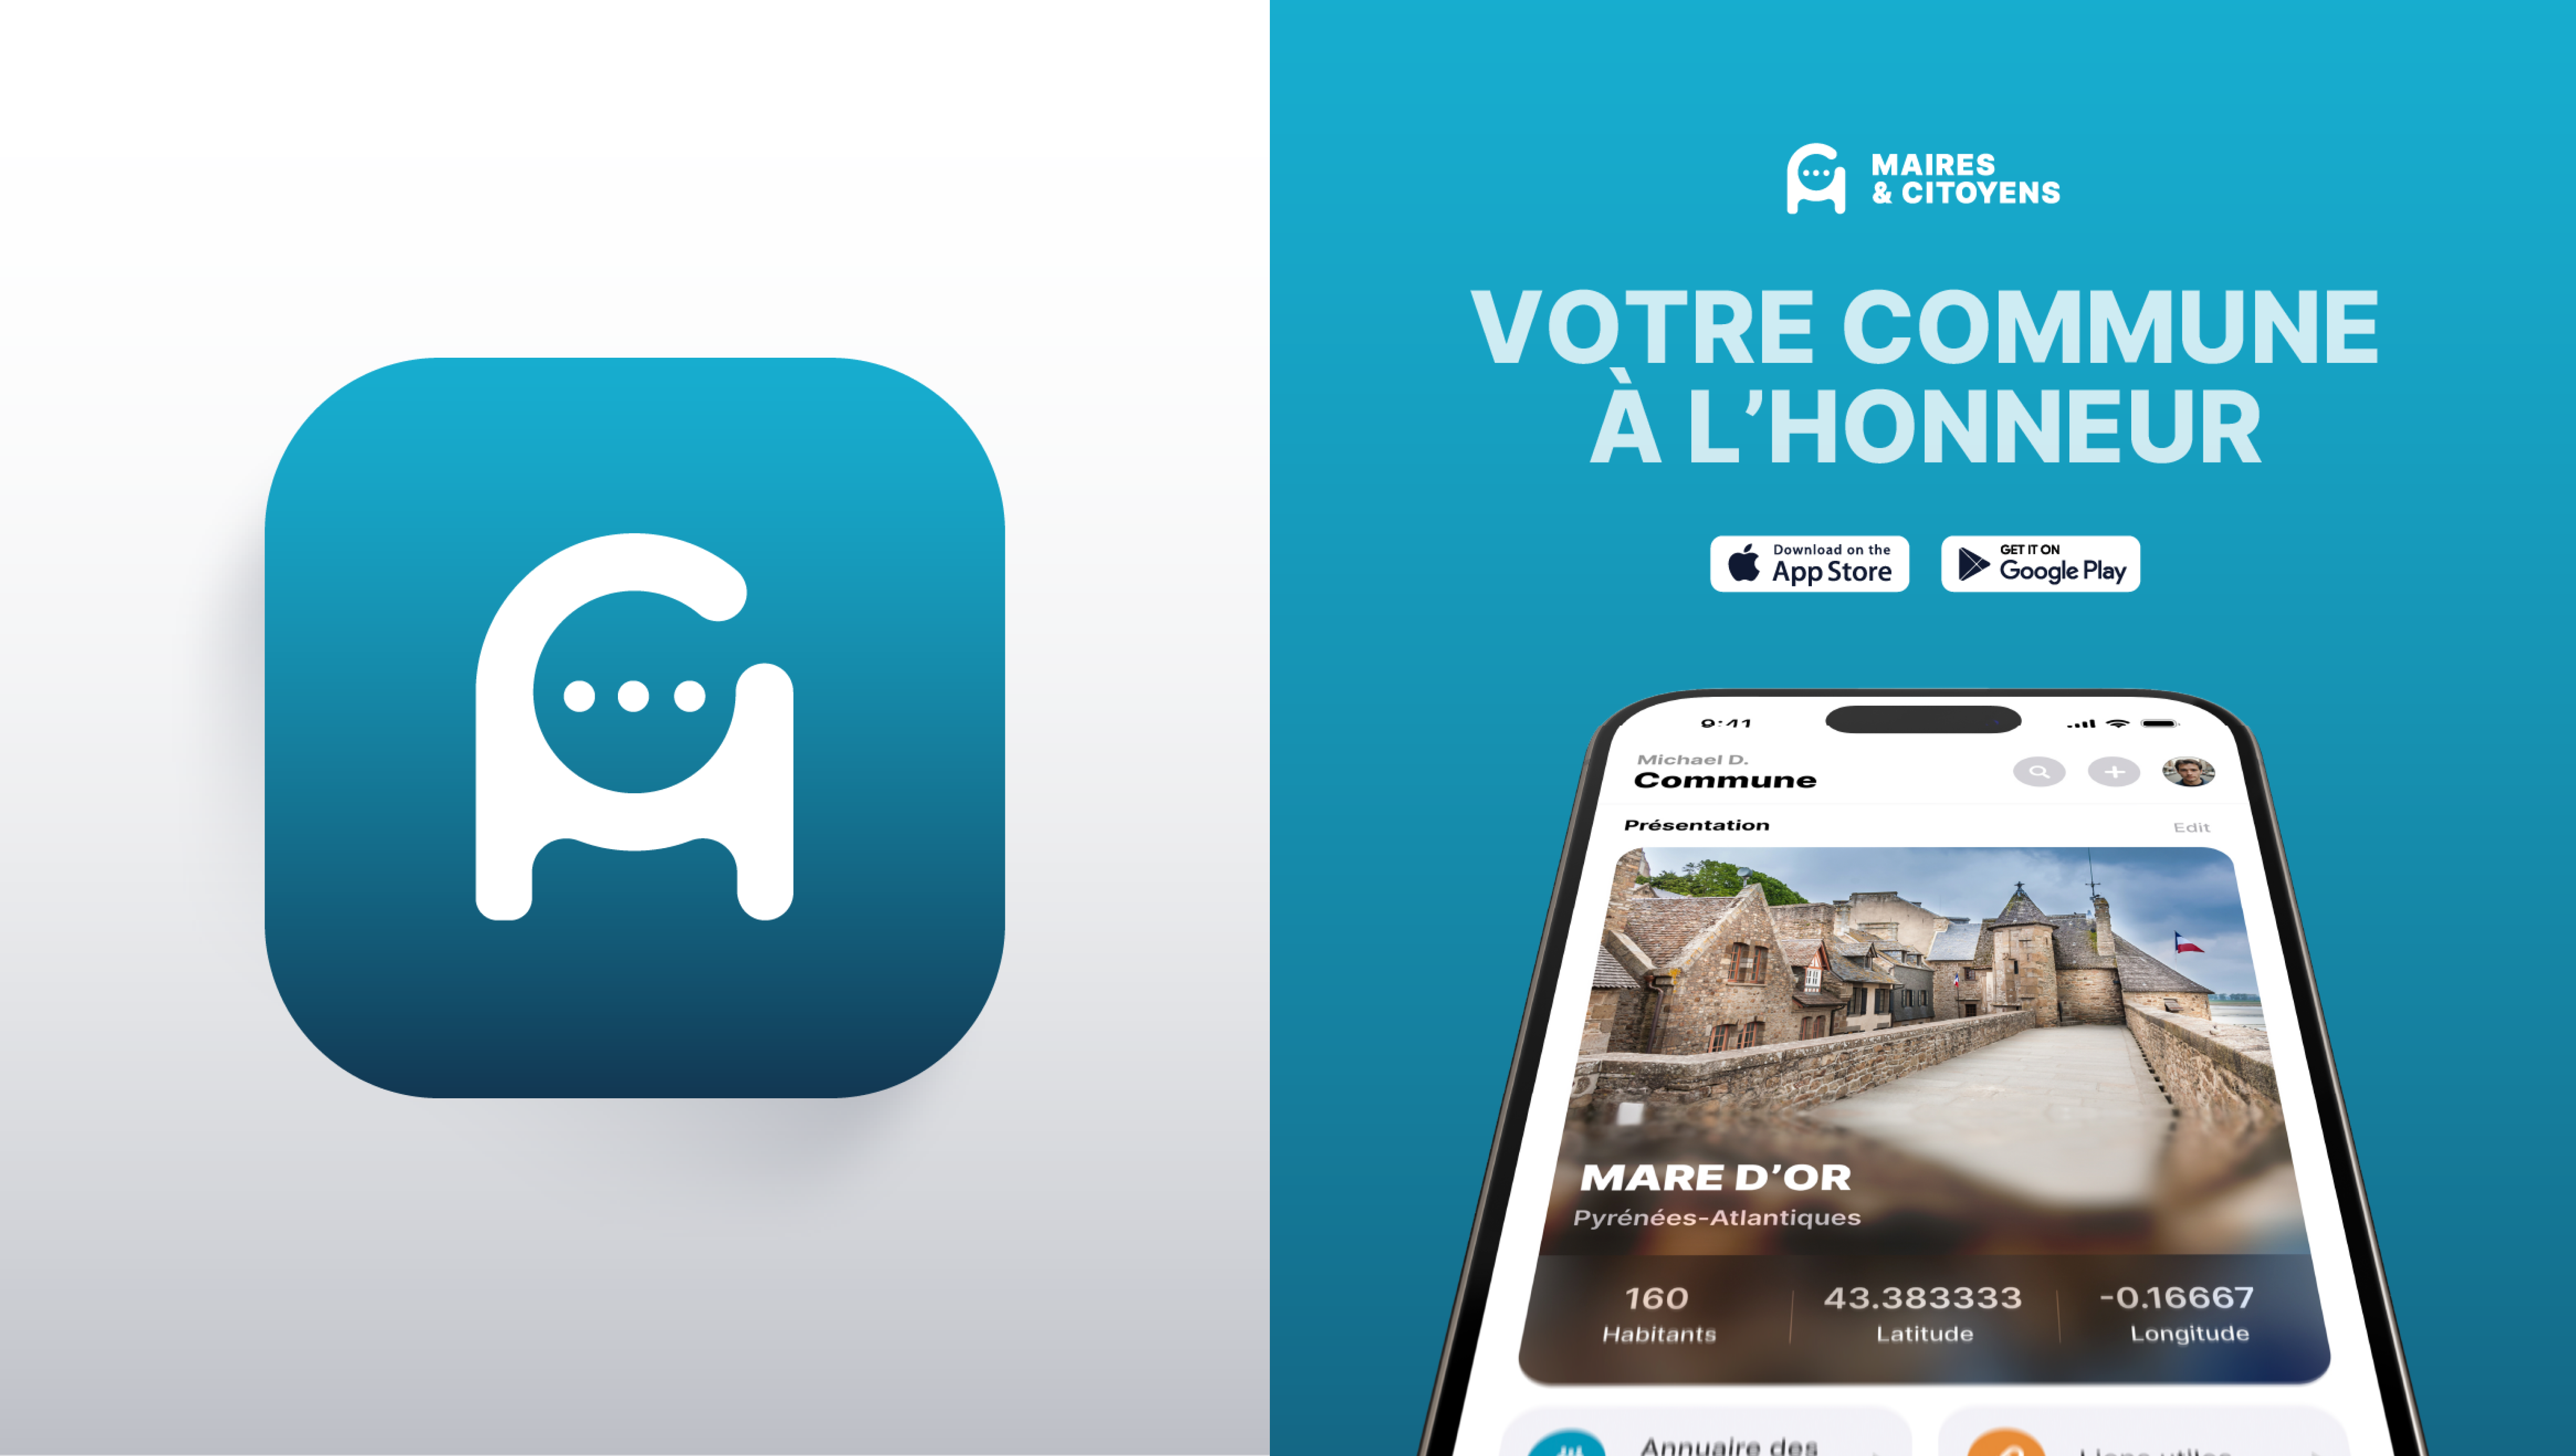 MAIRES
& CITOYENS
VOTRE COMMUNE
À L’HONNEUR
Download on the
App Store
GET IT ON
Google Play
9:41
Michael D.
Commune
Présentation
Edit
MARE D’OR
Pyrénées-Atlantiques
160
Habitants
43.383333
Latitude
-0.16667
Longitude
Annuaire des